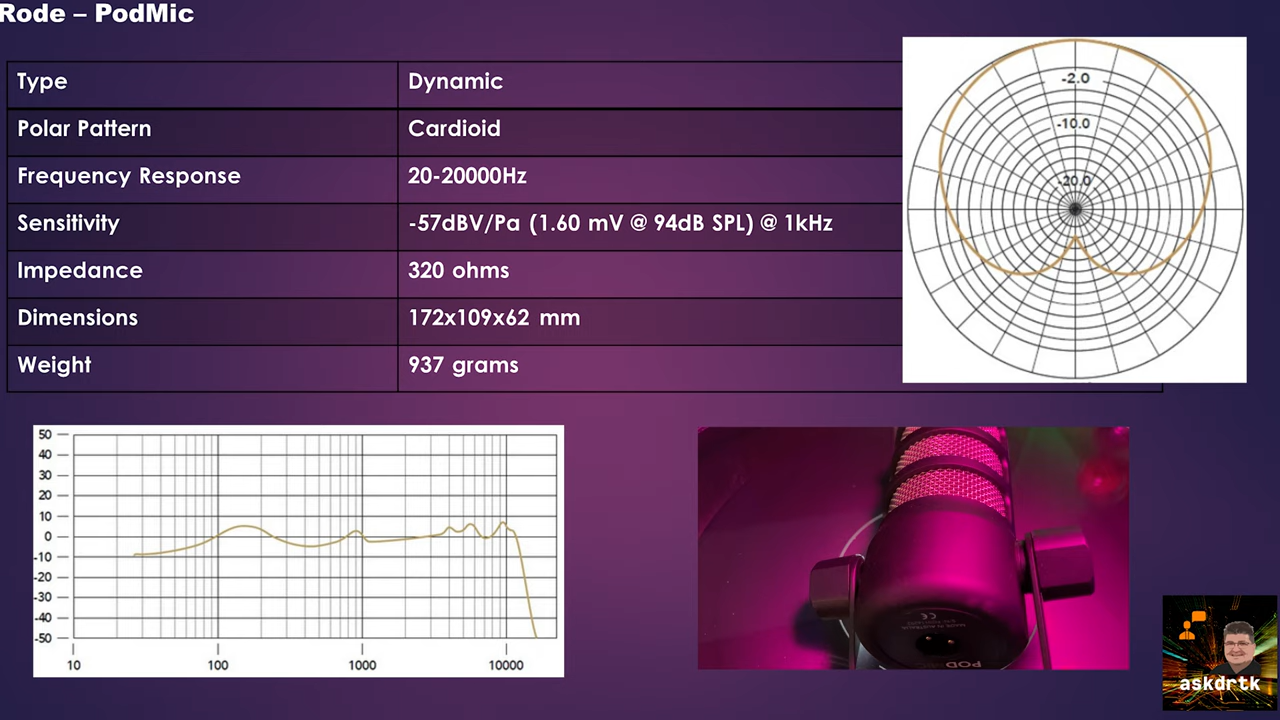 Rode – PodMic
Type
Dynamic
Polar Pattern
Cardioid
Frequency Response
20-20000Hz
Sensitivity
-57dBV/Pa (1.60 mV @ 94dB SPL) @ 1kHz
Impedance
320 ohms
Dimensions
172x109x62 mm
Weight
937 grams
-2.0
-10.0
-20.0
50
40
30
20
10
0
-10
-20
-30
-40
-50
10
100
1000
10000
CE
POD
askdrtk